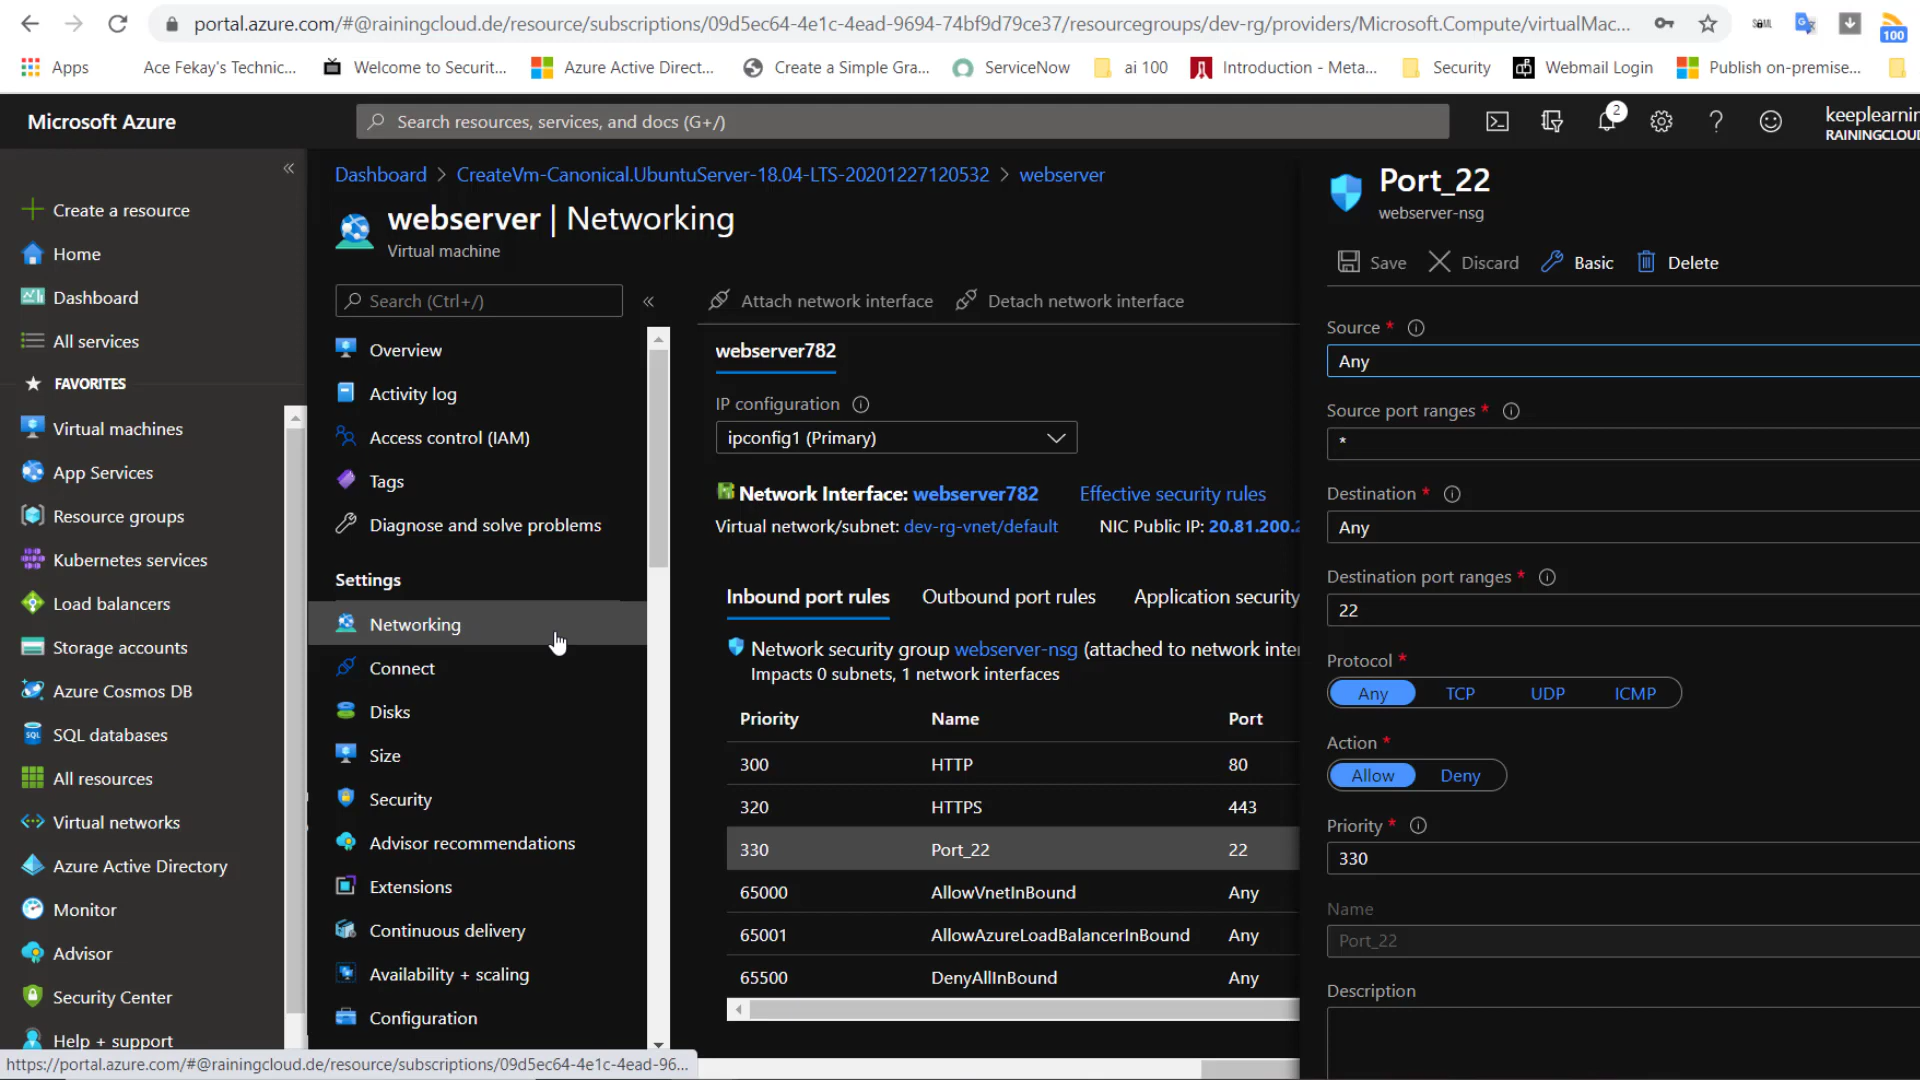 portal.azure.com/#@rainingcloud.de/resource/subscriptions/09d5ec64-4e1c-4ead-9694-74bf9d79ce37/resourcegroups/dev-rg/providers/Microsoft.Compute/virtualMac...
100
Apps
Ace Fekay's Technic...
Welcome to Securit...
Azure Active Direct...
Create a Simple Gra...
ServiceNow
ai 100
Introduction - Meta...
Security
Webmail Login
Publish on-premise...
Microsoft Azure
Search resources, services, and docs (G+/)
2
keeplearnin
RAININGCLOUD
Create a resource
Home
Dashboard
All services
FAVORITES
Virtual machines
App Services
Resource groups
Kubernetes services
Load balancers
Storage accounts
Azure Cosmos DB
SQL databases
All resources
Virtual networks
Azure Active Directory
Monitor
Advisor
Security Center
Help + support
Dashboard > CreateVm-Canonical.UbuntuServer-18.04-LTS-20201227120532 > webserver
webserver | Networking
Virtual machine
Search (Ctrl+/)
Overview
Activity log
Access control (IAM)
Tags
Diagnose and solve problems
Settings
Networking
Connect
Disks
Size
Security
Advisor recommendations
Extensions
Continuous delivery
Availability + scaling
Configuration
Attach network interface
Detach network interface
webserver782
IP configuration
ipconfig1 (Primary)
Network Interface: webserver782
Effective security rules
Virtual network/subnet: dev-rg-vnet/default
NIC Public IP: 20.81.200.2
Inbound port rules
Outbound port rules
Application security
Network security group webserver-nsg (attached to network inter
Impacts 0 subnets, 1 network interfaces
Priority Name Port
300 HTTP 80
320 HTTPS 443
330 Port_22 22
65000 AllowVnetInBound Any
65001 AllowAzureLoadBalancerInBound Any
65500 DenyAllInBound Any
Port_22
webserver-nsg
Save
Discard
Basic
Delete
Source *
Any
Source port ranges *
*
Destination *
Any
Destination port ranges *
22
Protocol *
Any TCP UDP ICMP
Action *
Allow Deny
Priority *
330
Name
Port_22
Description
https://portal.azure.com/#@rainingcloud.de/resource/subscriptions/09d5ec64-4e1c-4ead-96...